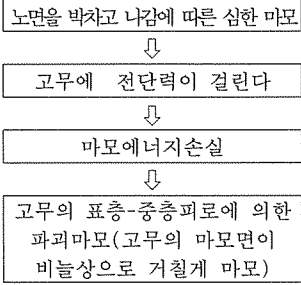 노면을 박차고 나감에 따른 심한 마모
⇩
고무에 전단력이 걸린다
⇩
마모에너지손실
⇩
고무의 표층-중층피로에 의한
파괴마모(고무의 마모면이
비늘상으로 거칠게 마모)